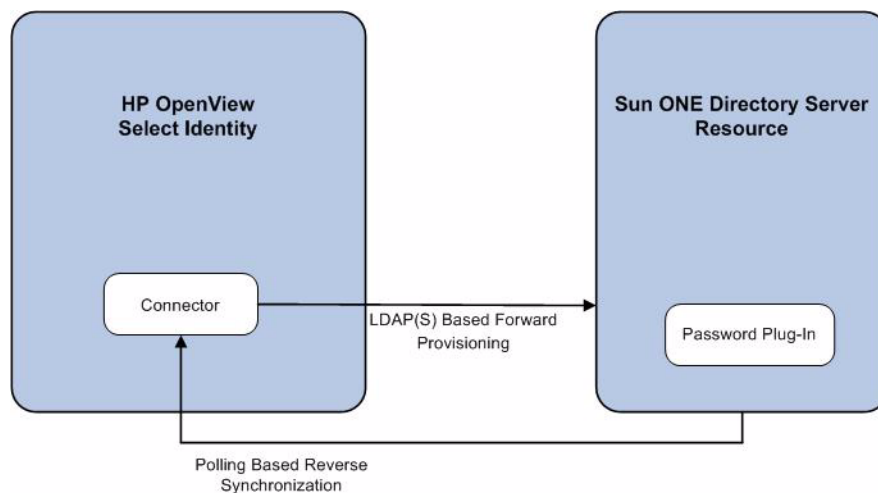 HP OpenView
Select Identity
Sun ONE Directory Server
Resource
Connector
LDAP(S) Based Forward
Provisioning
Password Plug-In
Polling Based Reverse
Synchronization